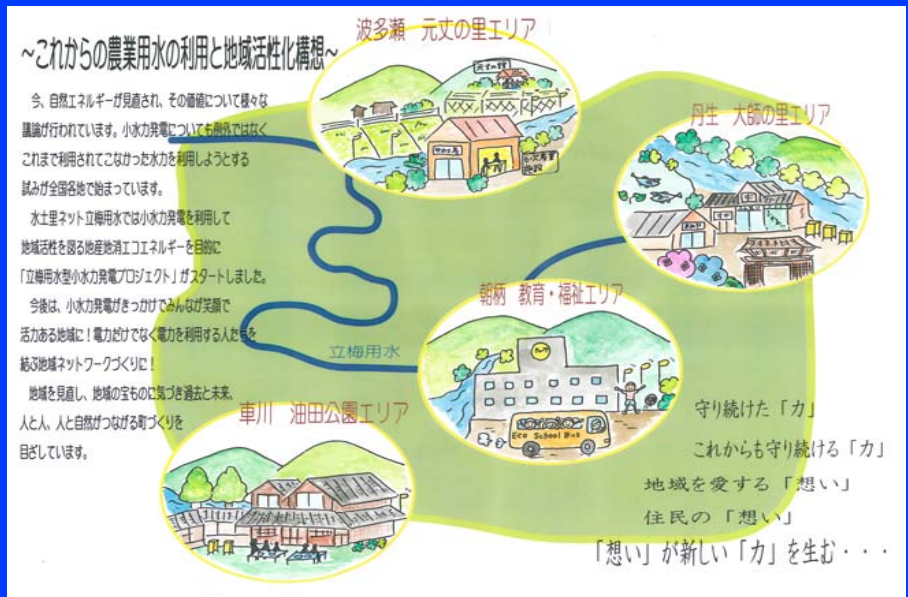 ~これからの農業用水の利用と地域活性化構想~
今、自然エネルギーが見直され、その価値について様々な
議論が行われています。小水力発電についても例外ではなく
これまで利用されてこなかった水力を利用しようとする
試みが全国各地で始まっています。
水土里ネット立梅用水では小水力発電を利用して
地域活性を図る地産地消エコエネルギーを目的に
「立梅用水型小水力発電プロジェクト」がスタートしました。
今後は、小水力発電がきっかけでみんなが笑顔で
活力ある地域に!電力だけでなく電力を利用する人たちを
結ぶ地域ネットワークづくりに!
地域を見直し、地域の宝ものに気づき過去と未来、
人と人、人と自然がつながる町づくりを
目ざしています。
波多瀬 元丈の里エリア
元丈の館
6次産業
施設
丹生 大師の里エリア
朝柄 教育・福祉エリア
Eco School Bus
立梅用水
車川 油田公園エリア
守り続けた「力」
これからも守り続ける「力」
地域を愛する「想い」
住民の「想い」
「想い」が新しい「力」を生む・・・